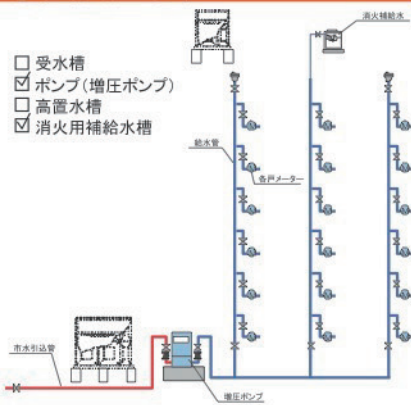 受水槽
ポンプ(増圧ポンプ)
高置水槽
消火用補給水槽
消火補給水
給水管
各戸メーター
市水引込管
増圧ポンプ